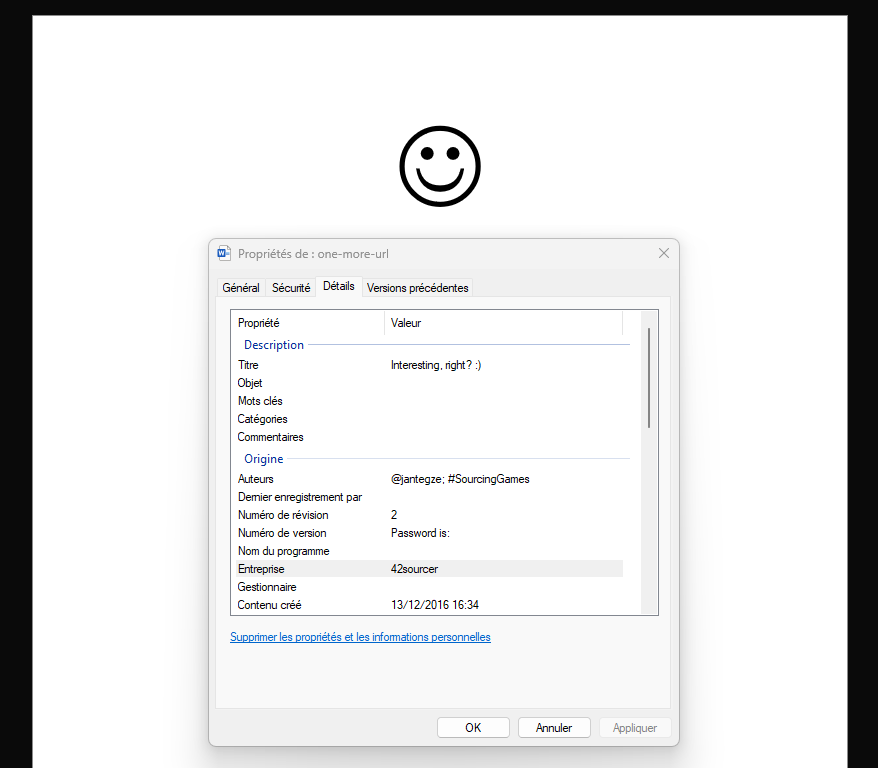 Propriétés de : one-more-url
Général Sécurité Détails Versions précédentes
Propriété Valeur
Description
Titre Interesting, right? :)
Objet
Mots clés
Catégories
Commentaires
Origine
Auteurs @jantegze; #SourcingGames
Dernier enregistrement par
Numéro de révision 2
Numéro de version Password is:
Nom du programme
Entreprise 42sourcer
Gestionnaire
Contenu créé 13/12/2016 16:34
Supprimer les propriétés et les informations personnelles
OK Annuler Appliquer